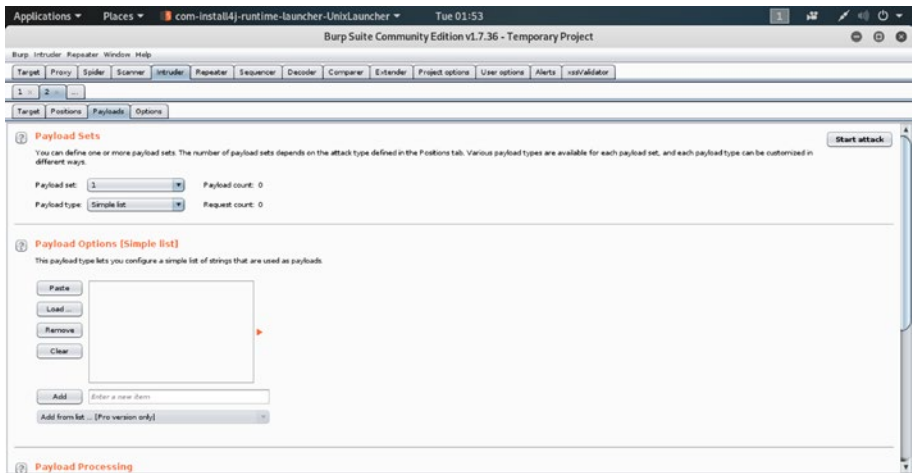 Applications Places com-install4j-runtime-launcher-UnixLauncher Tue 01:53 1
Burp Suite Community Edition v1.7.36 - Temporary Project
Burp Intruder Repeater Window Help
Target Proxy Spider Scanner Intruder Repeater Sequencer Decoder Comparer Extender Project options User options Alerts xssValidator
1 × 2 × ...
Target Positions Payloads Options
? Payload Sets Start attack
You can define one or more payload sets. The number of payload sets depends on the attack type defined in the Positions tab. Various payload types are available for each payload set, and each payload type can be customized in
different ways.
Payload set: 1 Payload count: 0
Payload type: Simple list Request count: 0
? Payload Options [Simple list]
This payload type lets you configure a simple list of strings that are used as payloads.
Paste
Load ...
Remove
Clear
Add Enter a new item
Add from list ... [Pro version only]
? Payload Processing